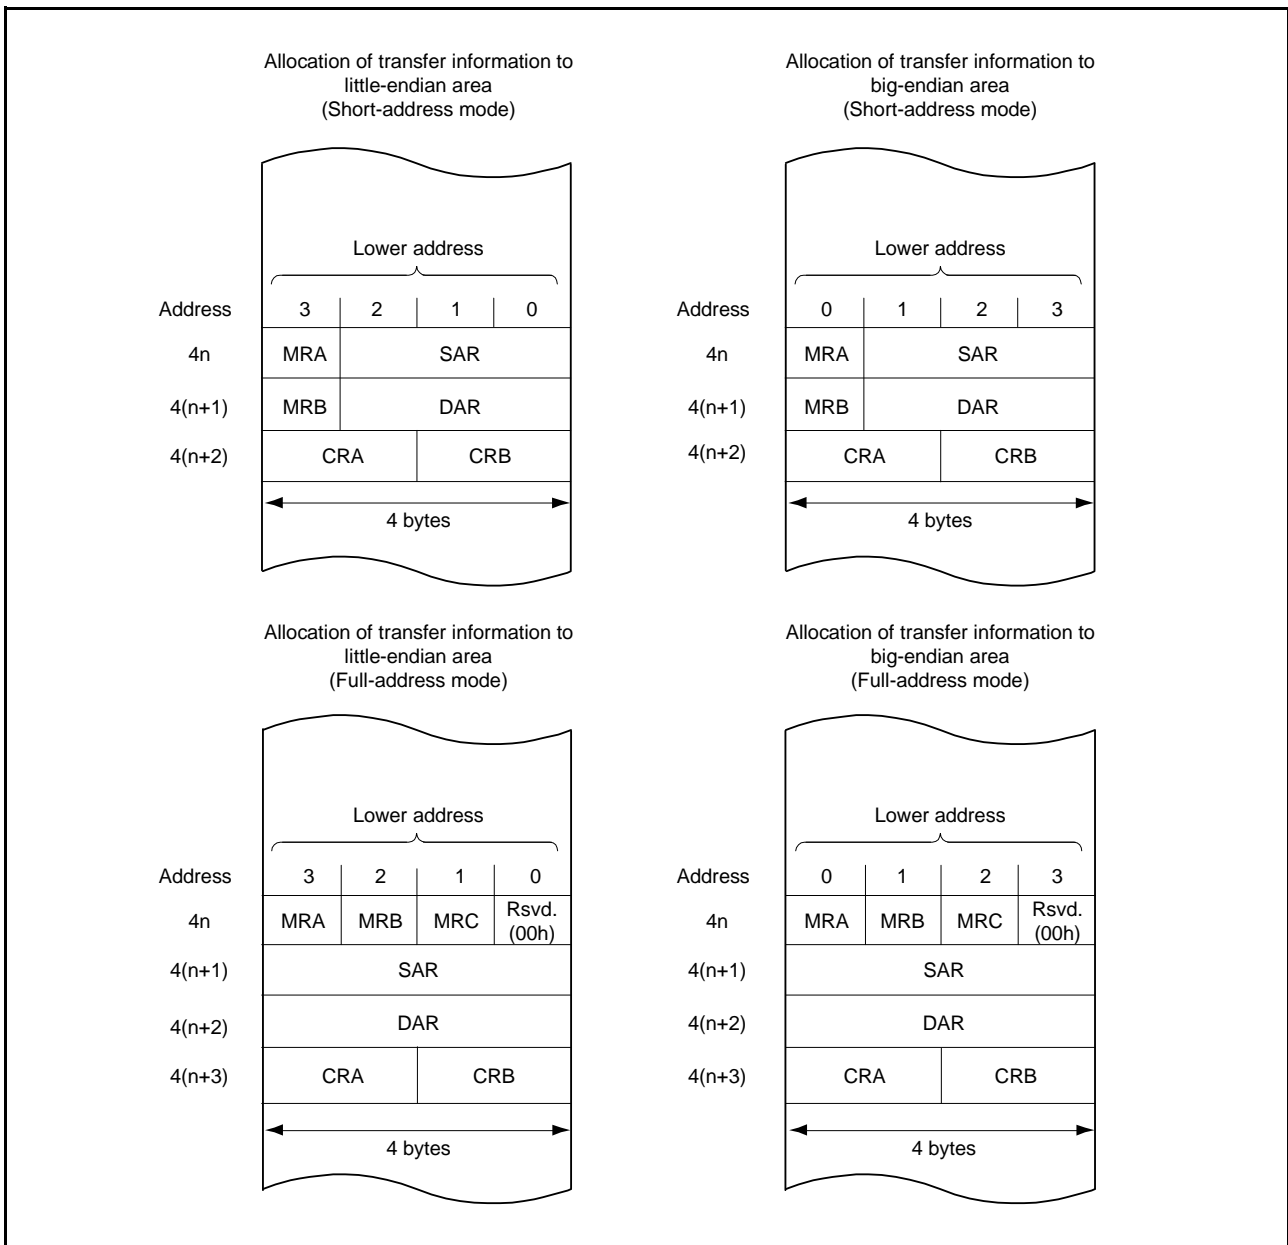 Allocation of transfer information to
little-endian area
(Short-address mode)
Lower address
Address 3 2 1 0
4n MRA SAR
4(n+1) MRB DAR
4(n+2) CRA CRB
4 bytes
Allocation of transfer information to
big-endian area
(Short-address mode)
Lower address
Address 0 1 2 3
4n MRA SAR
4(n+1) MRB DAR
4(n+2) CRA CRB
4 bytes
Allocation of transfer information to
little-endian area
(Full-address mode)
Lower address
Address 3 2 1 0
4n MRA MRB MRC Rsvd.
(00h)
4(n+1) SAR
4(n+2) DAR
4(n+3) CRA CRB
4 bytes
Allocation of transfer information to
big-endian area
(Full-address mode)
Lower address
Address 0 1 2 3
4n MRA MRB MRC Rsvd.
(00h)
4(n+1) SAR
4(n+2) DAR
4(n+3) CRA CRB
4 bytes